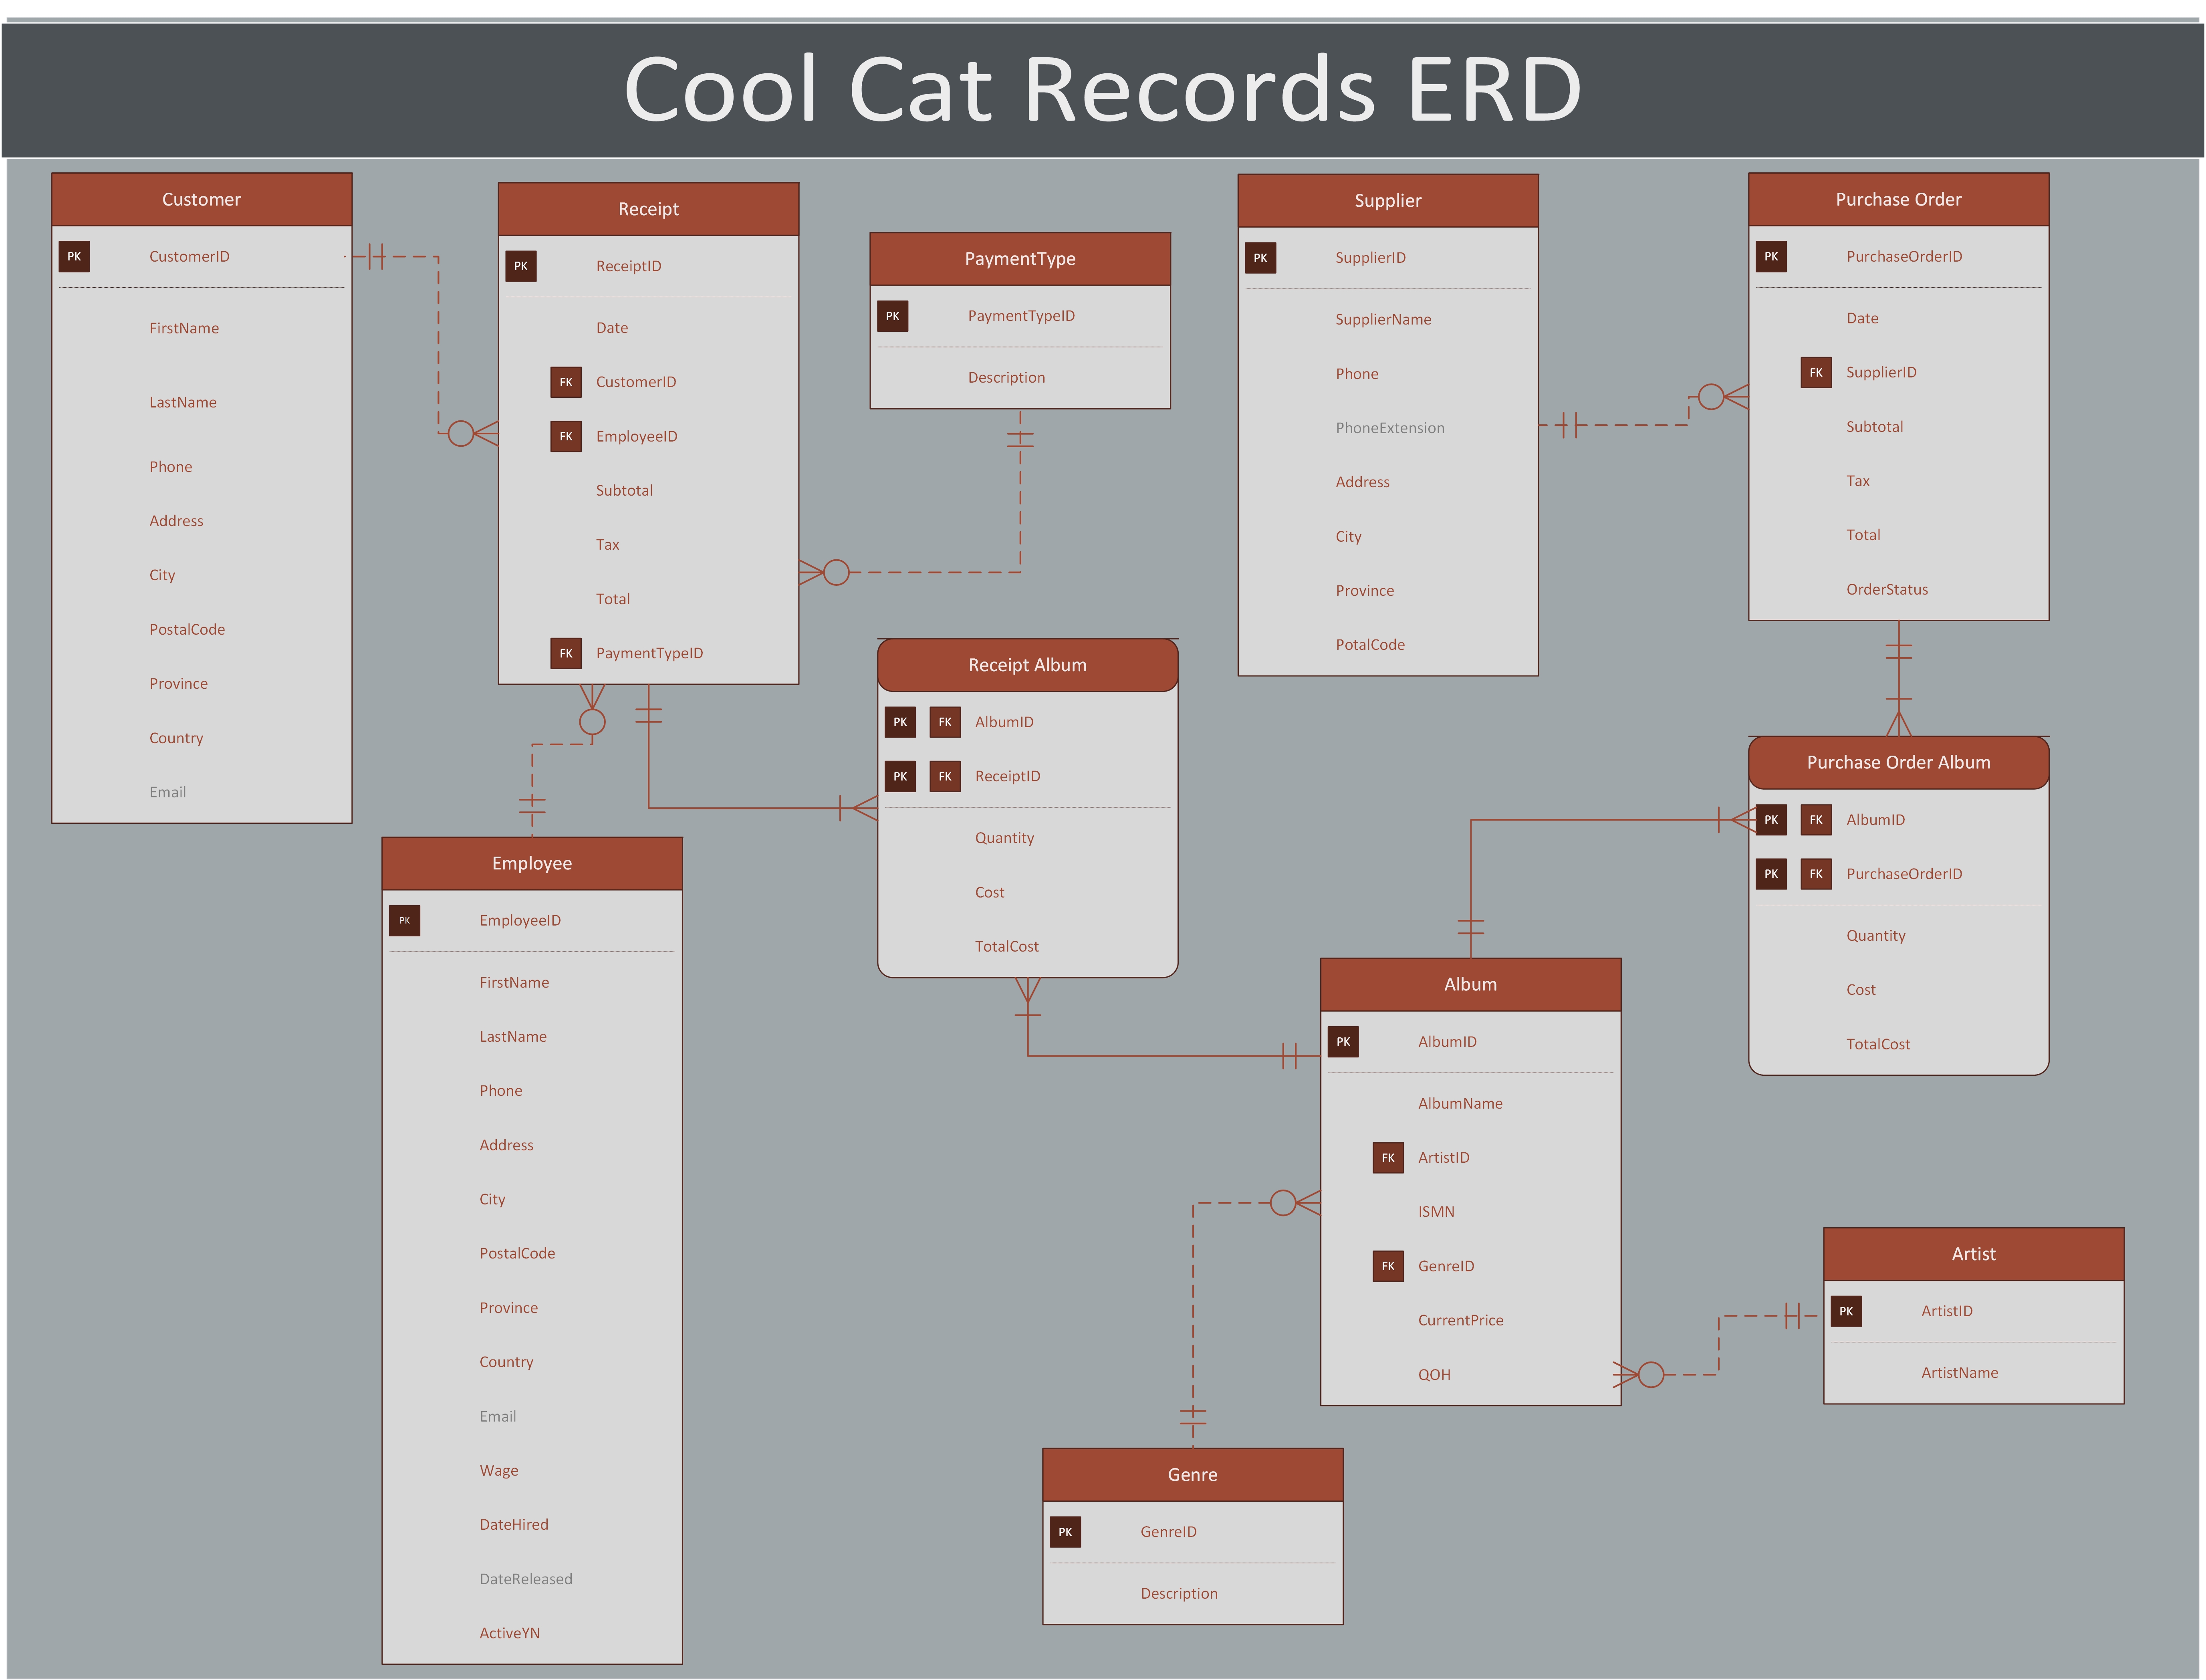 Cool Cat Records ERD
Customer
PK CustomerID
FirstName
LastName
Phone
Address
City
PostalCode
Province
Country
Email
Receipt
PK ReceiptID
Date
FK CustomerID
FK EmployeeID
Subtotal
Tax
Total
FK PaymentTypeID
PaymentType
PK PaymentTypeID
Description
Supplier
PK SupplierID
SupplierName
Phone
PhoneExtension
Address
City
Province
PotalCode
Purchase Order
PK PurchaseOrderID
Date
FK SupplierID
Subtotal
Tax
Total
OrderStatus
Receipt Album
PK FK AlbumID
PK FK ReceiptID
Quantity
Cost
TotalCost
Purchase Order Album
PK FK AlbumID
PK FK PurchaseOrderID
Quantity
Cost
TotalCost
Employee
PK EmployeeID
FirstName
LastName
Phone
Address
City
PostalCode
Province
Country
Email
Wage
DateHired
DateReleased
ActiveYN
Album
PK AlbumID
AlbumName
FK ArtistID
ISMN
FK GenreID
CurrentPrice
QOH
Artist
PK ArtistID
ArtistName
Genre
PK GenreID
Description